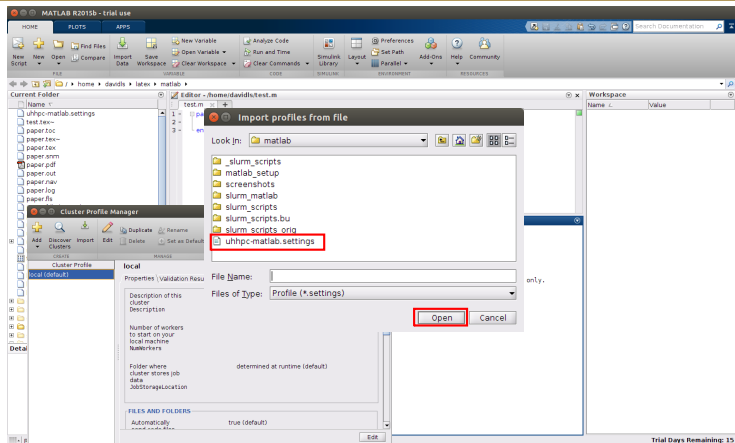 MATLAB R2015b - trial use
HOME PLOTS APPS
Search Documentation
New Script
New
Open
Find Files
Compare
Import Data
Save Workspace
New Variable
Open Variable
Clear Workspace
Analyze Code
Run and Time
Clear Commands
Simulink Library
Layout
Preferences
Set Path
Parallel
Add-Ons
Help
Community
FILE VARIABLE CODE SIMULINK ENVIRONMENT RESOURCES
/ home davidls latex matlab
Current Folder
Name
uhhpc-matlab.settings
test.tex~
paper.toc
paper.tex~
paper.tex
paper.snm
paper.pdf
paper.out
paper.nav
paper.log
paper.fls
Editor - /home/davidls/test.m
test.m
1 - pa
2 -
3 - en
Workspace
Name Value
Import profiles from file
Look In: matlab
_slurm_scripts
matlab_setup
screenshots
slurm_matlab
slurm_scripts
slurm_scripts.bu
slurm_scripts_orig
uhhpc-matlab.settings
File Name:
Files of Type: Profile (*.settings)
Open Cancel
only.
Cluster Profile Manager
Add
Discover Clusters
Import
Edit
Duplicate
Rename
Delete
Set as Default
CREATE MANAGE
Cluster Profile
local (default)
local
Properties Validation Resu
Description of this cluster
Description
Number of workers to start on your local machine
NumWorkers
Folder where cluster stores job data
JobStorageLocation
determined at runtime (default)
FILES AND FOLDERS
Automatically
true (default)
Edit
Detai
Trial Days Remaining: 15